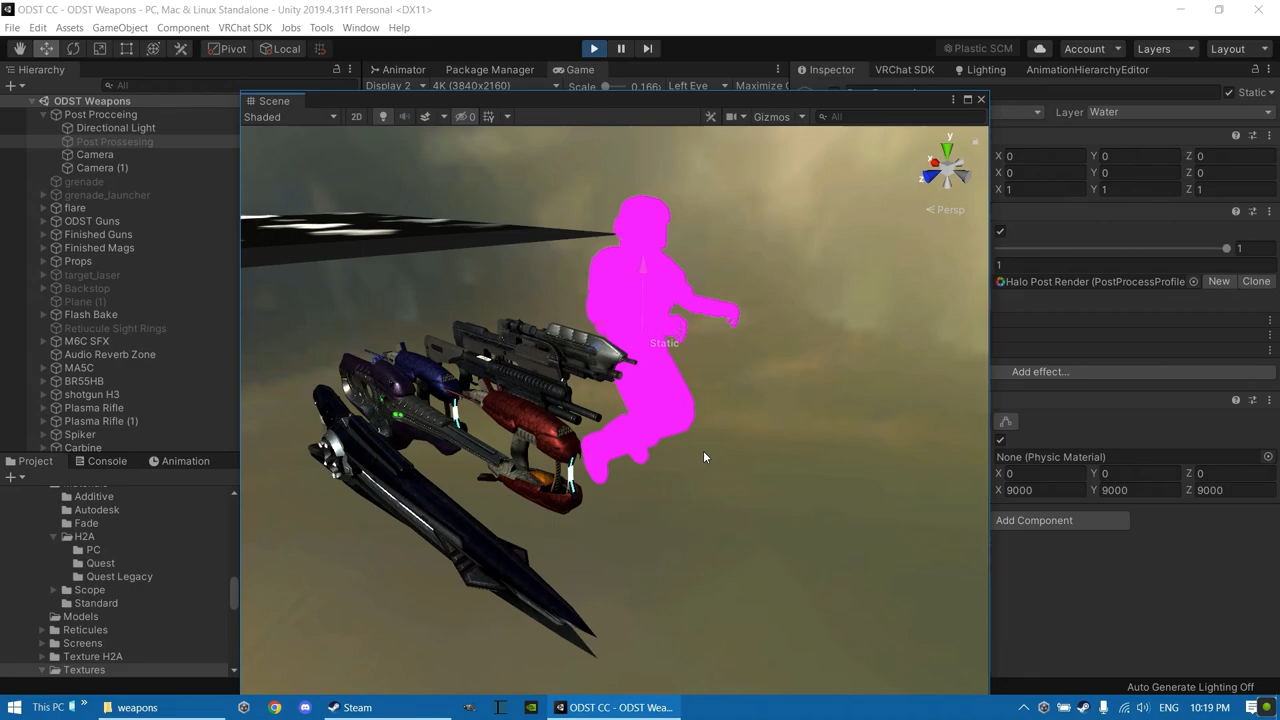 ODST CC - ODST Weapons - PC, Mac & Linux Standalone - Unity 2019.4.31f1 Personal <DX11>
File Edit Assets GameObject Component VRChat SDK Jobs Tools Window Help
Pivot Local Plastic SCM Account Layers Layout
Hierarchy
All
ODST Weapons
Post Procceing
Directional Light
Post Prossesing
Camera
Camera (1)
grenade
grenade_launcher
flare
ODST Guns
Finished Guns
Finished Mags
Props
target_laser
Backstop
Plane (1)
Flash Bake
Retiucule Sight Rings
M6C SFX
Audio Reverb Zone
MA5C
BR55HB
shotgun H3
Plasma Rifle
Plasma Rifle (1)
Spiker
Carbine
Project Console Animation
Additive
Autodesk
Fade
H2A
PC
Quest
Quest Legacy
Scope
Standard
Models
Reticules
Screens
Texture H2A
Textures
Animator Package Manager Game
Display 2 4K (3840x2160) Scale 0.166 Left Eye Maximize
Scene
Shaded 2D 0 Gizmos All
y
x
z
Persp
Static
Inspector VRChat SDK Lighting AnimationHierarchyEditor
Static
Layer Water
X 0 Y 0 Z 0
X 0 Y 0 Z 0
X 1 Y 1 Z 1
1
1
Halo Post Render (PostProcessProfile New Clone
Add effect...
None (Physic Material)
X 0 Y 0 Z 0
X 9000 Y 9000 Z 9000
Add Component
Auto Generate Lighting Off
This PC weapons Steam ODST CC - ODST Wea... ENG 10:19 PM